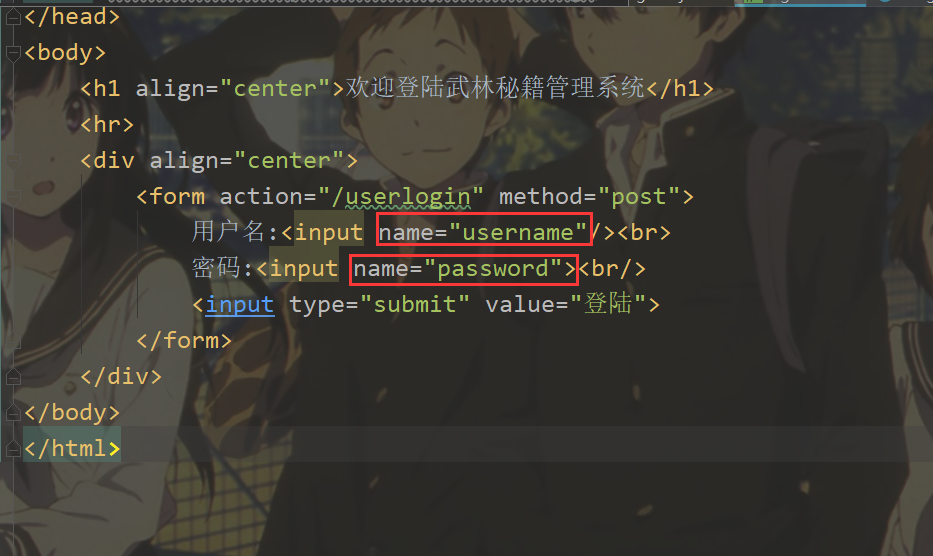 </head>
<body>
<h1 align="center">欢迎登陆武林秘籍管理系统</h1>
<hr>
<div align="center">
<form action="/userlogin" method="post">
用户名:<input name="username"/><br>
密码:<input name="password"><br/>
<input type="submit" value="登陆">
</form>
</div>
</body>
</html>